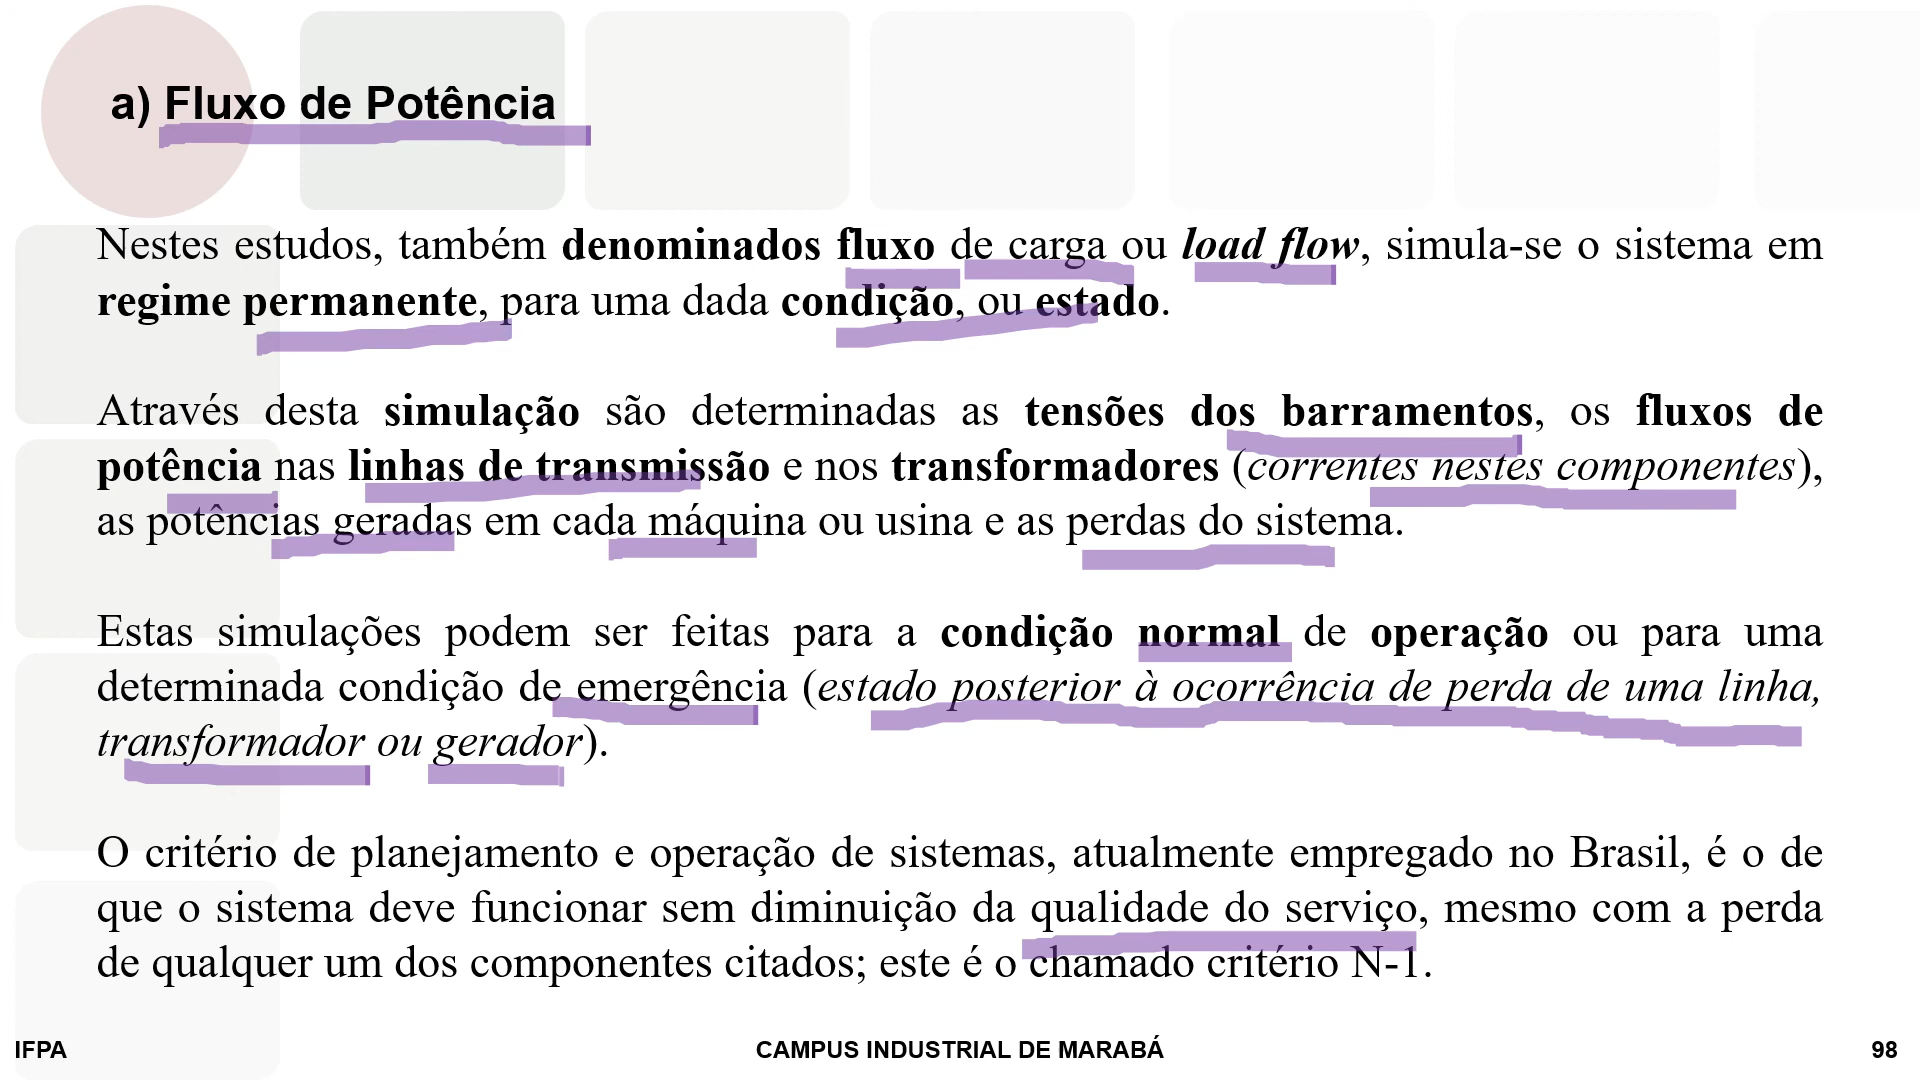 a) Fluxo de Potência
Nestes estudos, também denominados fluxo de carga ou load flow, simula-se o sistema em
regime permanente, para uma dada condição, ou estado.
Através desta simulação são determinadas as tensões dos barramentos, os fluxos de
potência nas linhas de transmissão e nos transformadores (correntes nestes componentes),
as potências geradas em cada máquina ou usina e as perdas do sistema.
Estas simulações podem ser feitas para a condição normal de operação ou para uma
determinada condição de emergência (estado posterior à ocorrência de perda de uma linha,
transformador ou gerador).
O critério de planejamento e operação de sistemas, atualmente empregado no Brasil, é o de
que o sistema deve funcionar sem diminuição da qualidade do serviço, mesmo com a perda
de qualquer um dos componentes citados; este é o chamado critério N-1.
IFPA CAMPUS INDUSTRIAL DE MARABÁ 98